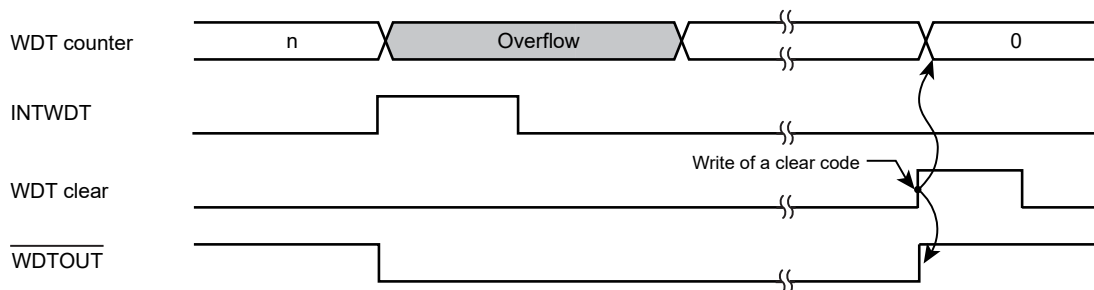 WDT counter n Overflow 0
INTWDT
Write of a clear code
WDT clear
WDTOUT